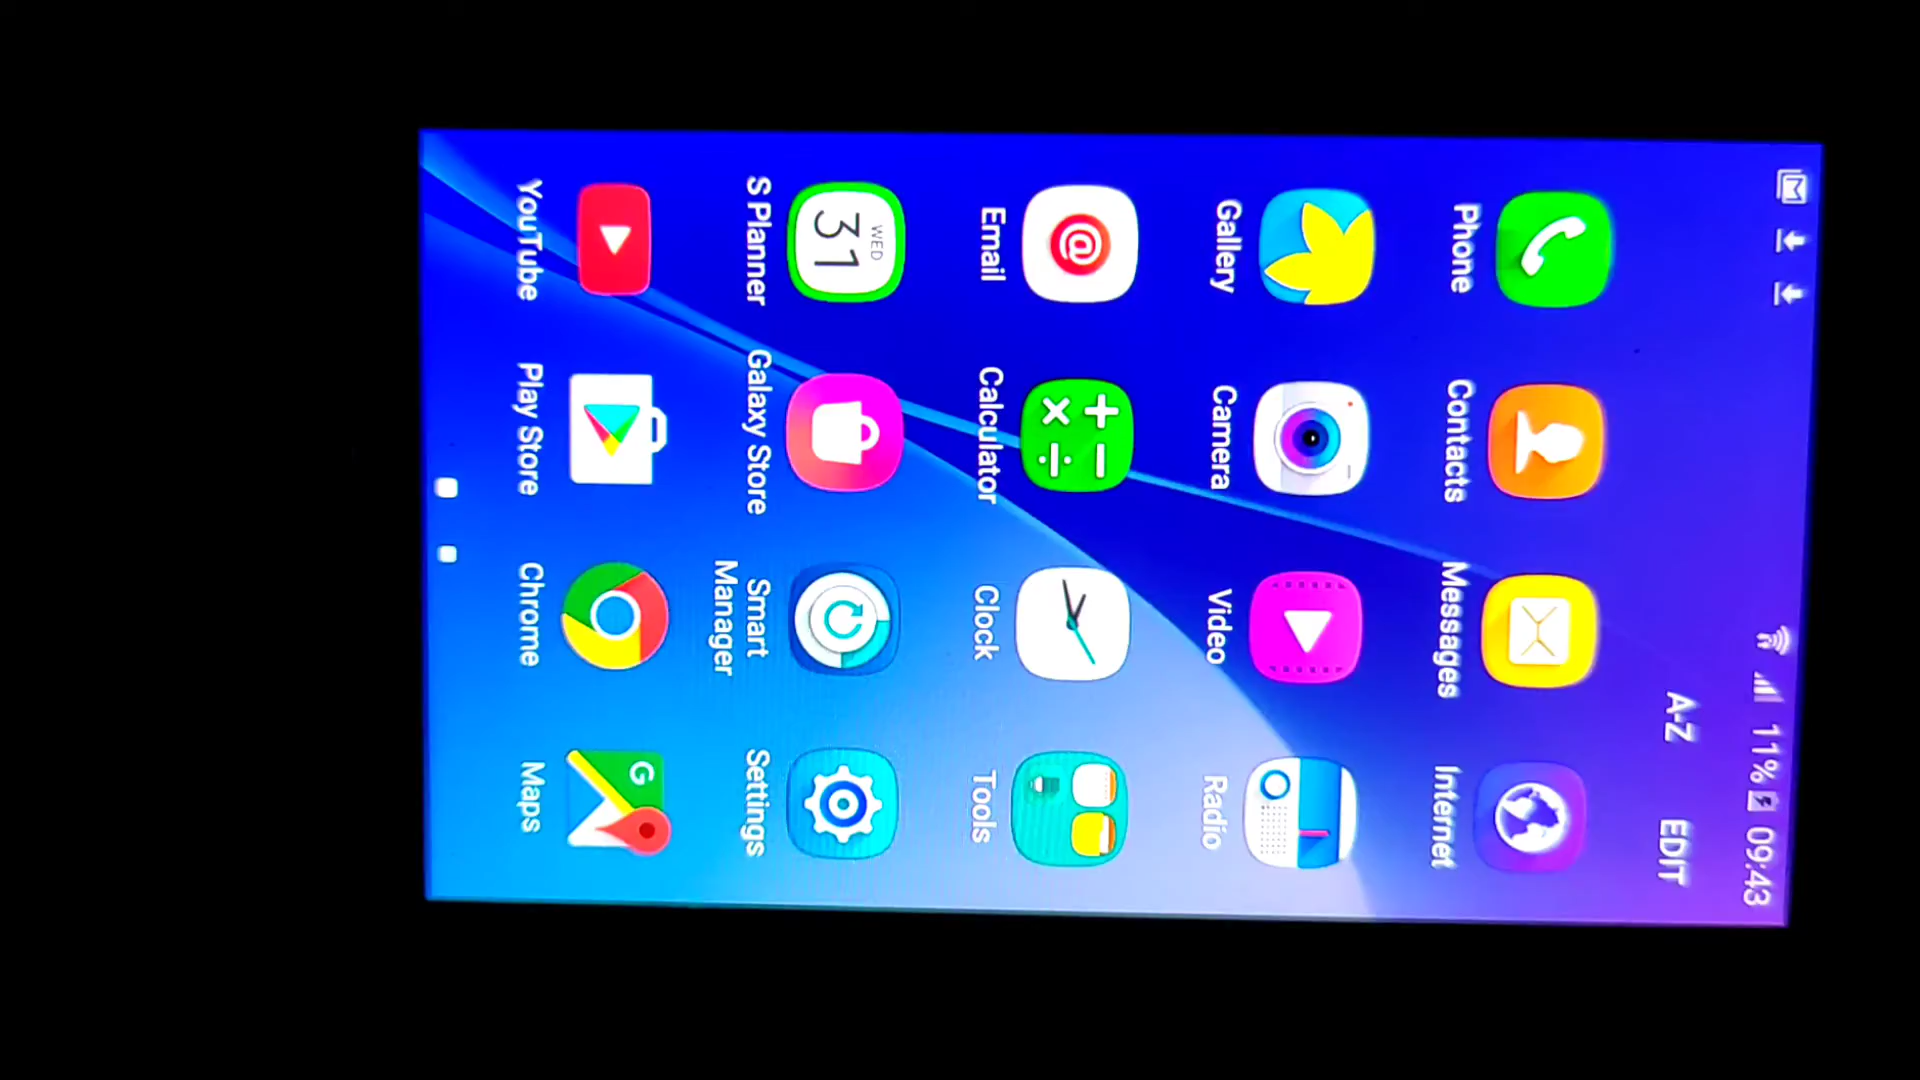 11% 09:43
A-Z EDIT
Phone Contacts Messages Internet
Gallery Camera Video Radio
Email Calculator Clock Tools
WED
31
S Planner Galaxy Store Smart Manager Settings
G
YouTube Play Store Chrome Maps